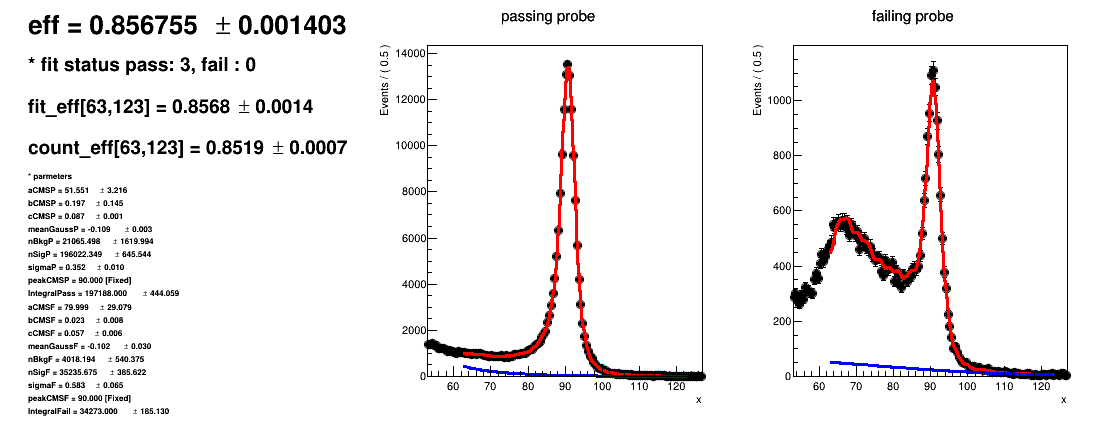 eff = 0.856755 ± 0.001403
* fit status pass: 3, fail : 0
fit_eff[63,123] = 0.8568 ± 0.0014
count_eff[63,123] = 0.8519 ± 0.0007
* parmeters
aCMSP = 51.551 ± 3.216
bCMSP = 0.197 ± 0.145
cCMSP = 0.087 ± 0.001
meanGaussP = -0.109 ± 0.003
nBkgP = 21065.498 ± 1619.994
nSigP = 196022.349 ± 645.544
sigmaP = 0.352 ± 0.010
peakCMSP = 90.000 [Fixed]
IntegralPass = 197188.000 ± 444.059
aCMSF = 79.999 ± 29.079
bCMSF = 0.023 ± 0.008
cCMSF = 0.057 ± 0.006
meanGaussF = -0.102 ± 0.030
nBkgF = 4018.194 ± 540.375
nSigF = 35235.675 ± 385.622
sigmaF = 0.583 ± 0.065
peakCMSF = 90.000 [Fixed]
IntegralFail = 34273.000 ± 185.130
passing probe
Events / ( 0.5 )
14000
12000
10000
8000
6000
4000
2000
0
60 70 80 90 100 110 120
x
failing probe
Events / ( 0.5 )
1000
800
600
400
200
0
60 70 80 90 100 110 120
x